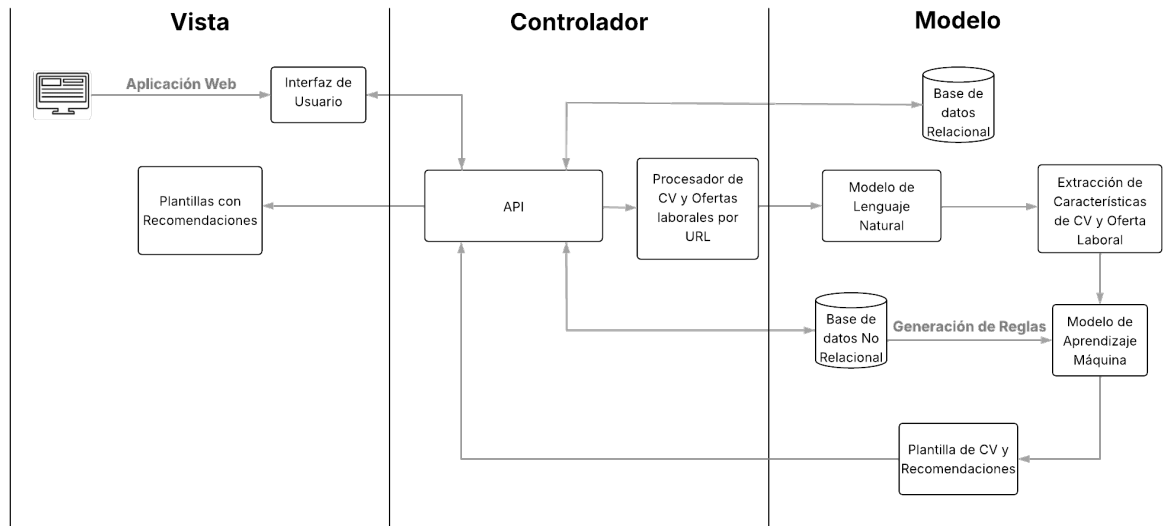 Vista
Controlador
Modelo
Aplicación Web
Interfaz de
Usuario
Base de
datos
Relacional
Plantillas con
Recomendaciones
API
Procesador de
CV y Ofertas
laborales por
URL
Modelo de
Lenguaje
Natural
Extracción de
Características
de CV y Oferta
Laboral
Base de
datos No
Relacional
Generación de Reglas
Modelo de
Aprendizaje
Máquina
Plantilla de CV y
Recomendaciones